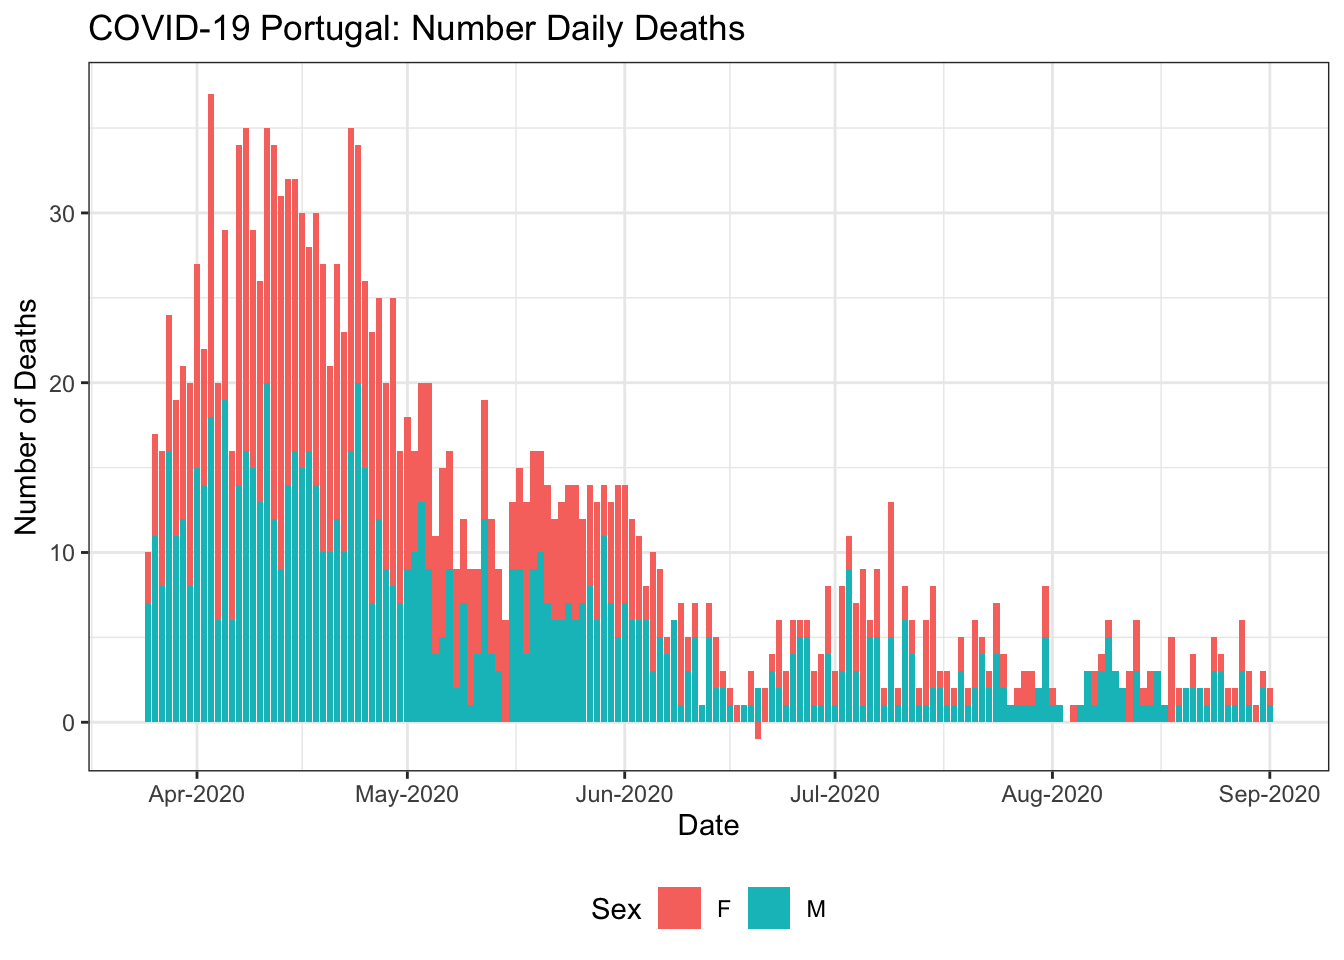 COVID-19 Portugal: Number Daily Deaths
Number of Deaths
30
20
10
0
Apr-2020 May-2020 Jun-2020 Jul-2020 Aug-2020 Sep-2020
Date
Sex F M